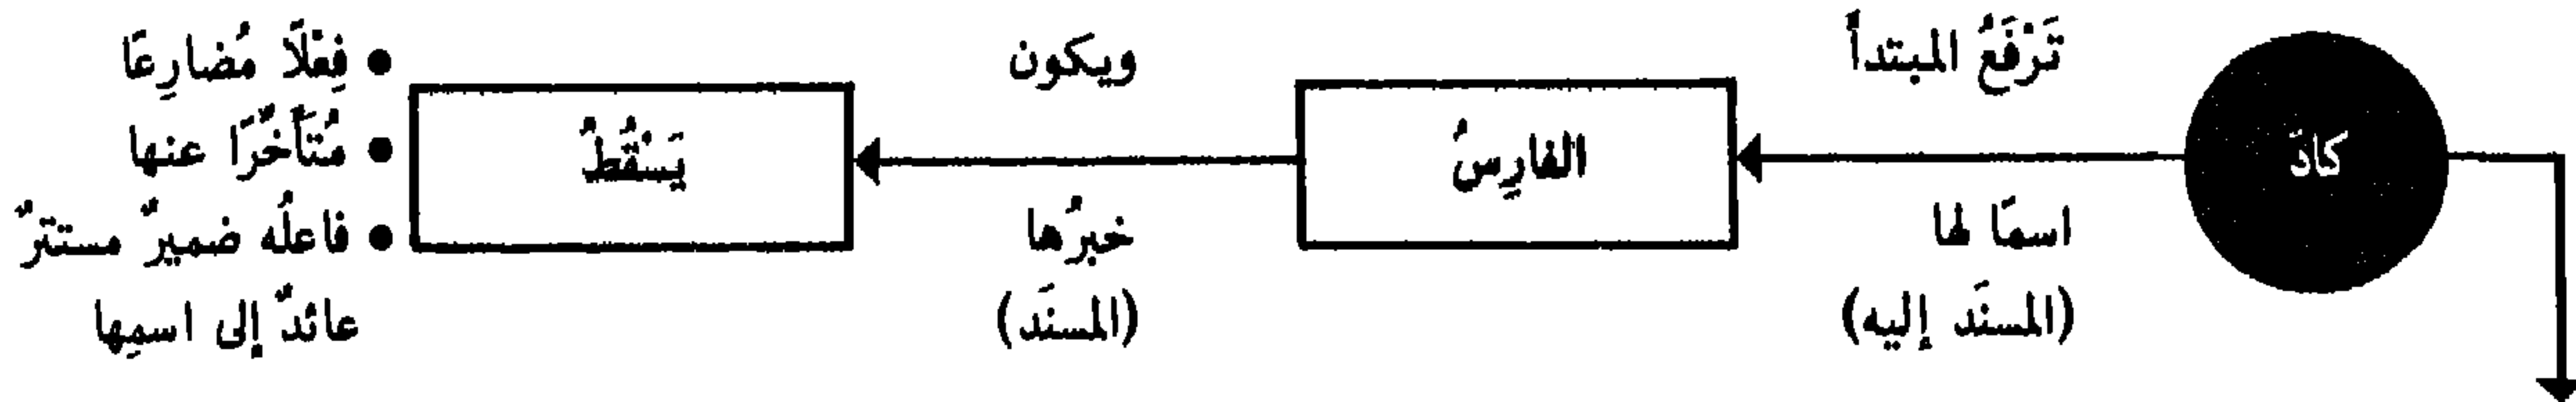 كادَ
تَرْفَعُ المبتدأَ
اسمًا لها
(المسنَد إليه)
الفارِسُ
ويكون
خبرُها
(المسنَد)
يَسْقُطُ
• فِعْلًا مُضارِعًا
• مُتأخِّرًا عنها
• فاعلُه ضميرٌ مستترٌ
عائدٌ إلى اسمِها